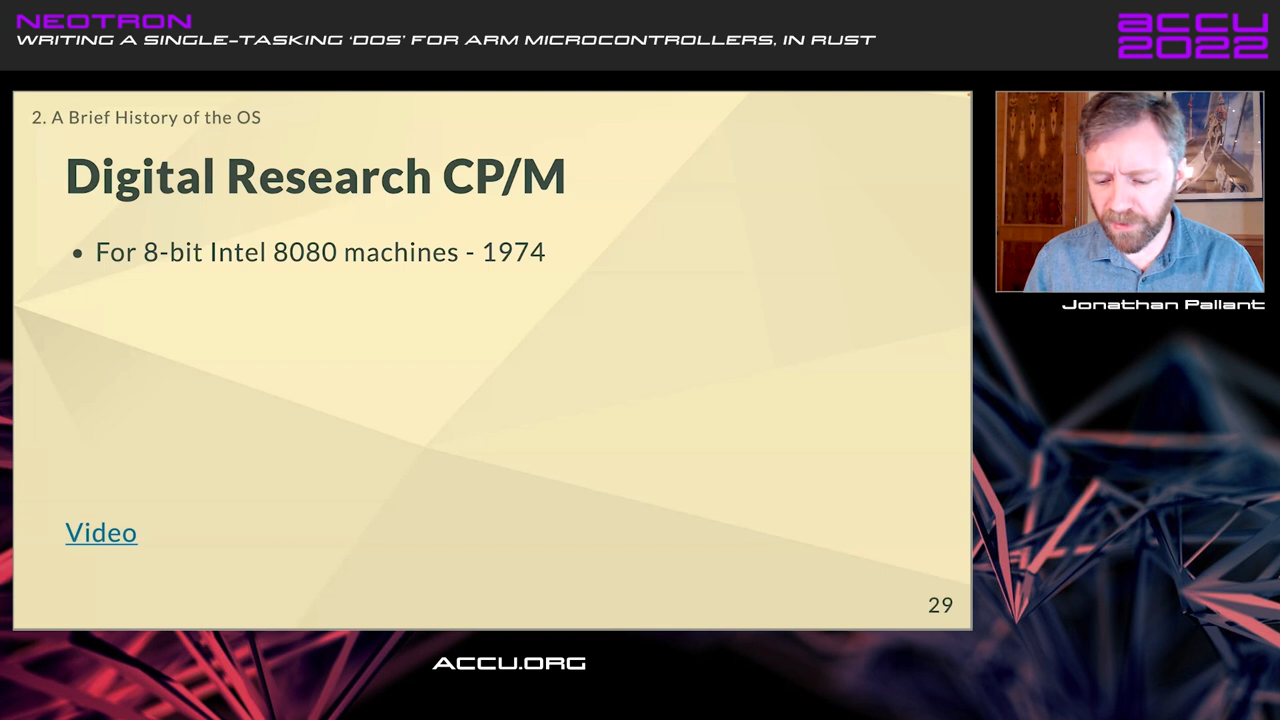 NEOTRON
WRITING A SINGLE-TASKING 'DOS' FOR ARM MICROCONTROLLERS, IN RUST
ACCU
2022
2. A Brief History of the OS
Digital Research CP/M
• For 8-bit Intel 8080 machines - 1974
Video
29
Jonathan Pallant
ACCU.ORG